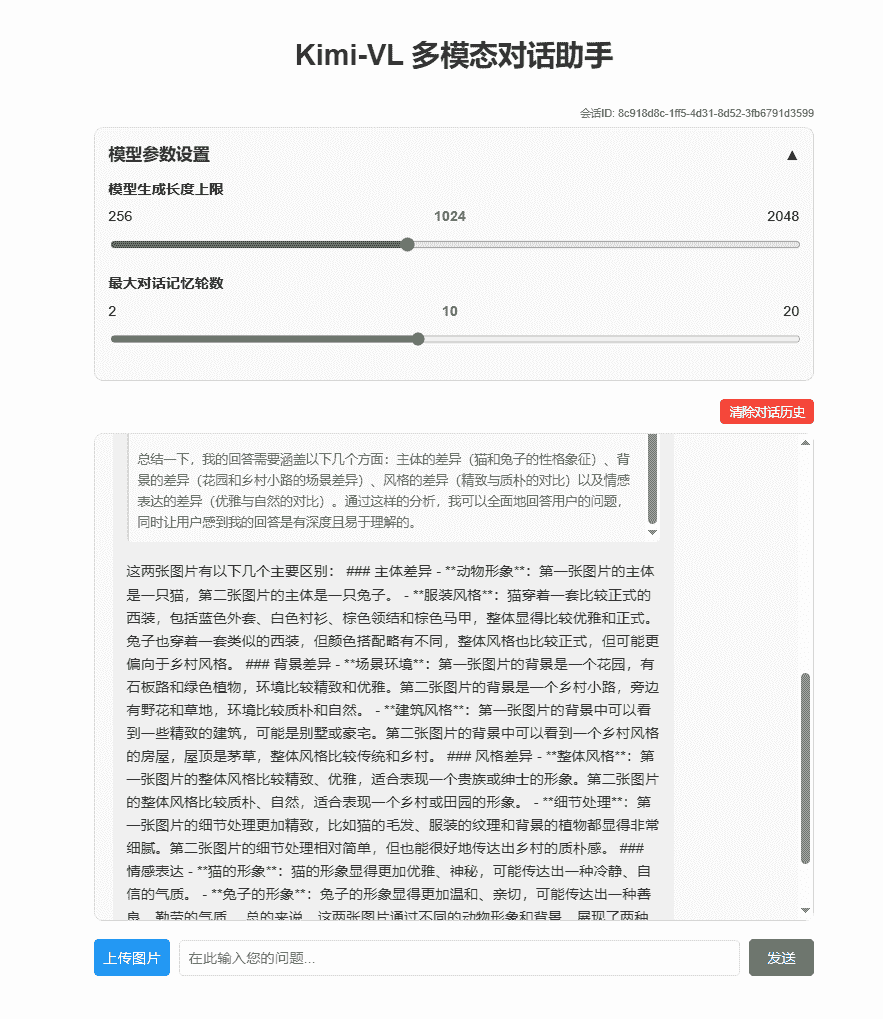 Kimi-VL 多模态对话助手
会话ID: 8c918d8c-1ff5-4d31-8d52-3fb6791d3599
模型参数设置 ▲
模型生成长度上限
256 1024 2048
最大对话记忆轮数
2 10 20
清除对话历史
总结一下，我的回答需要涵盖以下几个方面：主体的差异（猫和兔子的性格象征）、背
景的差异（花园和乡村小路的场景差异）、风格的差异（精致与质朴的对比）以及情感
表达的差异（优雅与自然的对比）。通过这样的分析，我可以全面地回答用户的问题，
同时让用户感到我的回答是有深度且易于理解的。
这两张图片有以下几个主要区别： ### 主体差异 - **动物形象**：第一张图片的主体
是一只猫，第二张图片的主体是一只兔子。 - **服装风格**：猫穿着一套比较正式的
西装，包括蓝色外套、白色衬衫、棕色领结和棕色马甲，整体显得比较优雅和正式。
兔子也穿着一套类似的西装，但颜色搭配略有不同，整体风格也比较正式，但可能更
偏向于乡村风格。 ### 背景差异 - **场景环境**：第一张图片的背景是一个花园，有
石板路和绿色植物，环境比较精致和优雅。第二张图片的背景是一个乡村小路，旁边
有野花和草地，环境比较质朴和自然。 - **建筑风格**：第一张图片的背景中可以看
到一些精致的建筑，可能是别墅或豪宅。第二张图片的背景中可以看到一个乡村风格
的房屋，屋顶是茅草，整体风格比较传统和乡村。 ### 风格差异 - **整体风格**：第
一张图片的整体风格比较精致、优雅，适合表现一个贵族或绅士的形象。第二张图片
的整体风格比较质朴、自然，适合表现一个乡村或田园的形象。 - **细节处理**：第
一张图片的细节处理更加精致，比如猫的毛发、服装的纹理和背景的植物都显得非常
细腻。第二张图片的细节处理相对简单，但也能很好地传达出乡村的质朴感。 ###
情感表达 - **猫的形象**：猫的形象显得更加优雅、神秘，可能传达出一种冷静、自
信的气质。 - **兔子的形象**：兔子的形象显得更加温和、亲切，可能传达出一种善
良、勤劳的气质。 总的来说，这两张图片通过不同的动物形象和背景，展现了两种
上传图片 在此输入您的问题... 发送